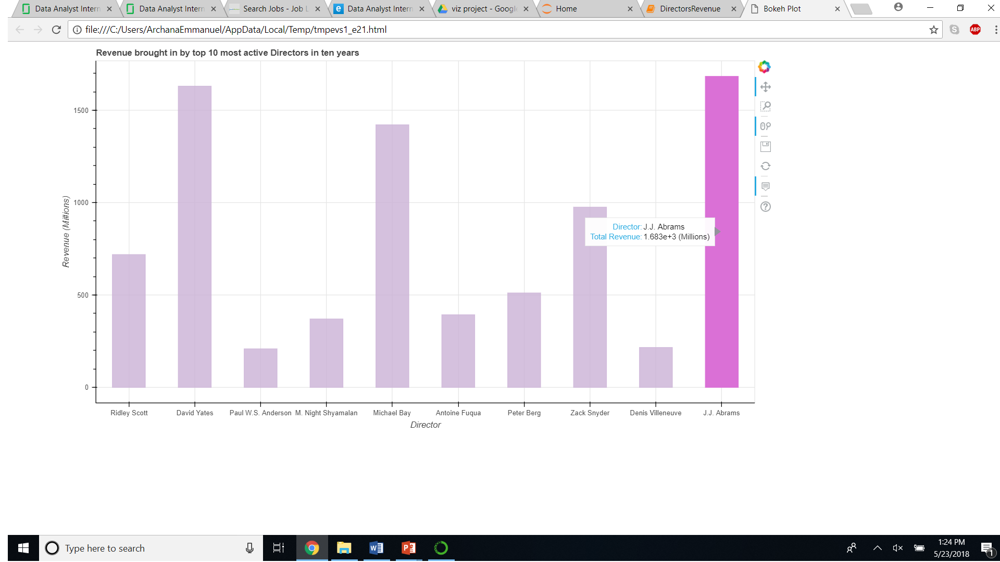 Data Analyst Intern
Data Analyst Intern
Search Jobs - Job L
Data Analyst Intern
viz project - Google
Home
DirectorsRevenue
Bokeh Plot
file:///C:/Users/ArchanaEmmanuel/AppData/Local/Temp/tmpevs1_e21.html
ABP
Revenue brought in by top 10 most active Directors in ten years
1500
1000
500
0
Revenue (Millions)
Director: J.J. Abrams
Total Revenue: 1.683e+3 (Millions)
Ridley Scott
David Yates
Paul W.S. Anderson
M. Night Shyamalan
Michael Bay
Antoine Fuqua
Peter Berg
Zack Snyder
Denis Villeneuve
J.J. Abrams
Director
Type here to search
1:24 PM
5/23/2018
1